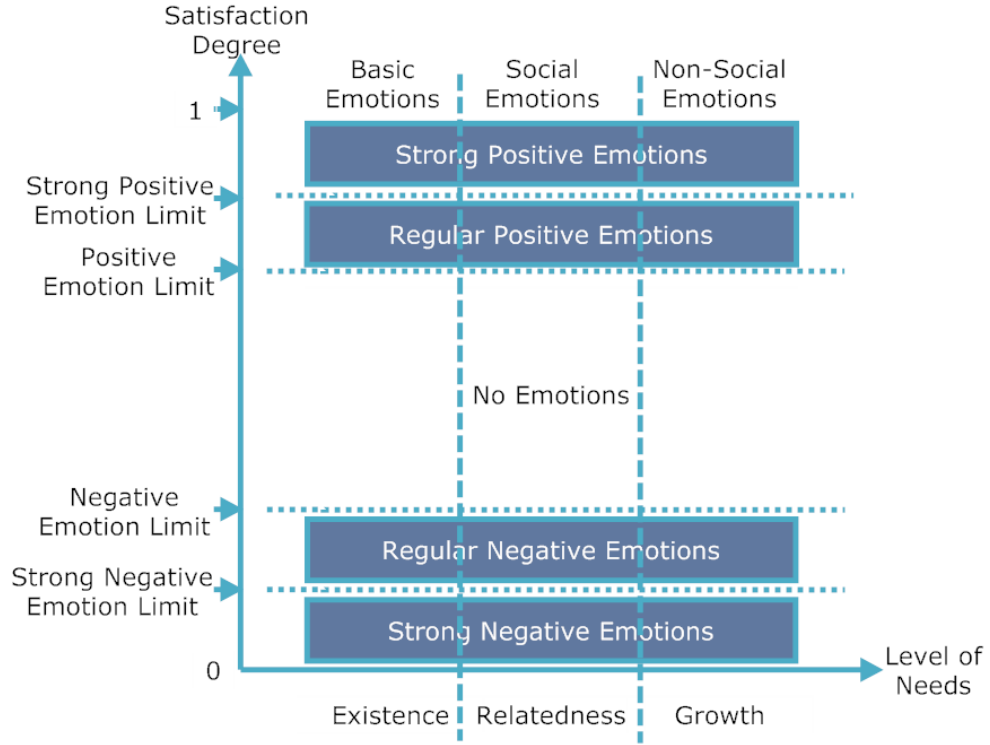 Satisfaction
Degree
Basic
Emotions
Social
Emotions
Non-Social
Emotions
1
Strong Positive Emotions
Strong Positive
Emotion Limit
Regular Positive Emotions
Positive
Emotion Limit
No Emotions
Negative
Emotion Limit
Regular Negative Emotions
Strong Negative
Emotion Limit
Strong Negative Emotions
0
Level of
Needs
Existence
Relatedness
Growth